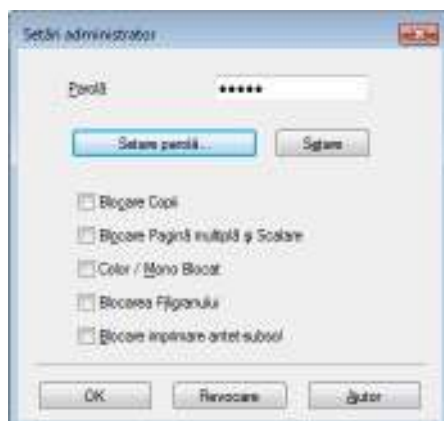 Setări administrator
Parolă •••••
Setare parolă... Setare
Blocare Copii
Blocare Pagină multiplă şi Scalare
Color / Mono Blocat
Blocarea Filigranului
Blocare imprimare antet-subsol
OK Revocare Ajutor